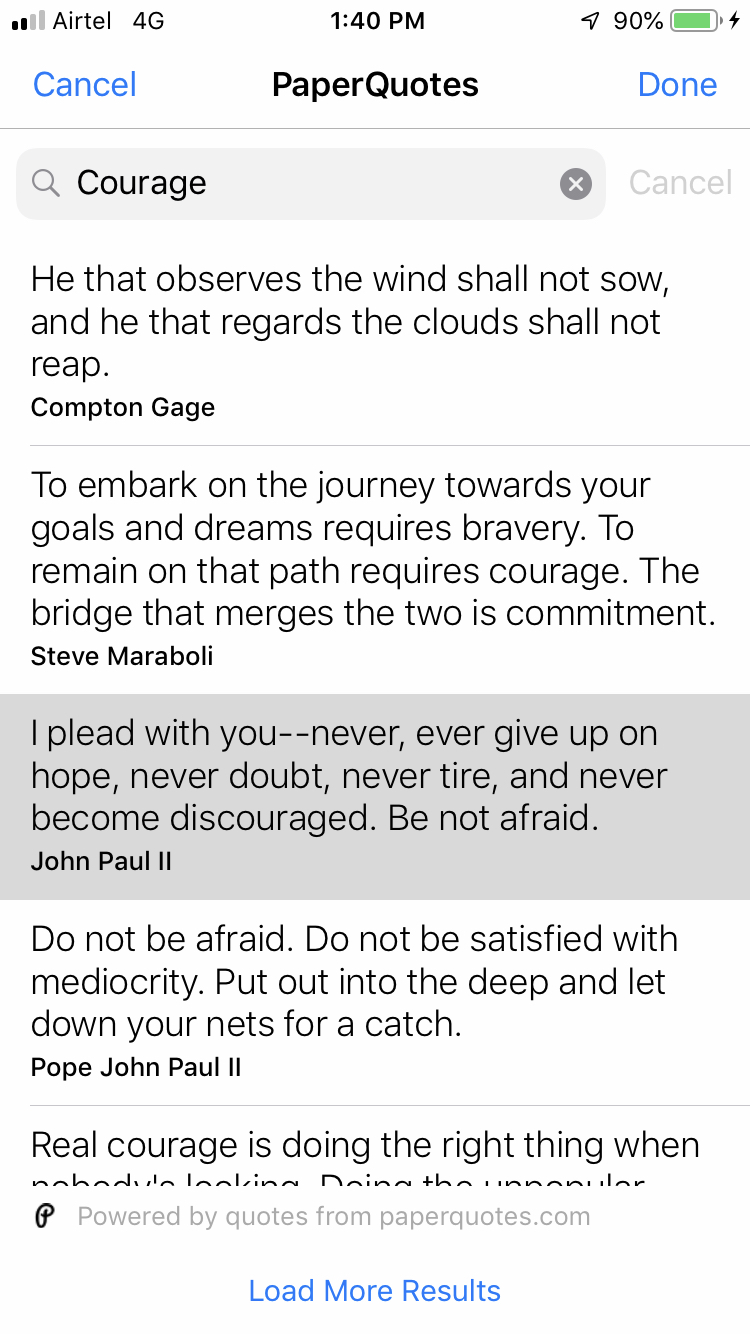 Airtel 4G 1:40 PM 90%
Cancel PaperQuotes Done
Courage Cancel
He that observes the wind shall not sow,
and he that regards the clouds shall not
reap.
Compton Gage
To embark on the journey towards your
goals and dreams requires bravery. To
remain on that path requires courage. The
bridge that merges the two is commitment.
Steve Maraboli
I plead with you--never, ever give up on
hope, never doubt, never tire, and never
become discouraged. Be not afraid.
John Paul II
Do not be afraid. Do not be satisfied with
mediocrity. Put out into the deep and let
down your nets for a catch.
Pope John Paul II
Real courage is doing the right thing when
nobody's looking. Doing the unpopular
Powered by quotes from paperquotes.com
Load More Results